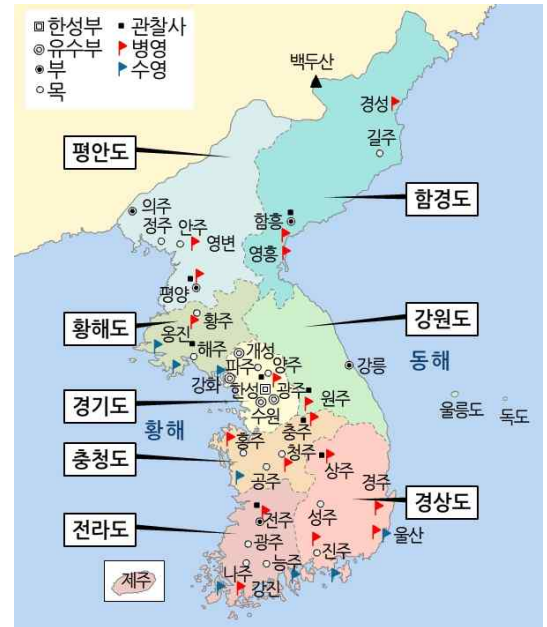 한성부 관찰사
유수부 병영
부 수영
목
백두산
경성
길주
평안도
함경도
의주
정주 안주
영변
함흥
영흥
평양
황해도
황주
옹진
해주
강원도
동해
개성
파주 양주
강화
한성 광주
수원
강릉
원주
울릉도
독도
경기도
황해
충청도
홍주
충주
청주
공주
상주
경주
경상도
전라도
전주
성주
울산
광주
진주
나주
능주
강진
제주